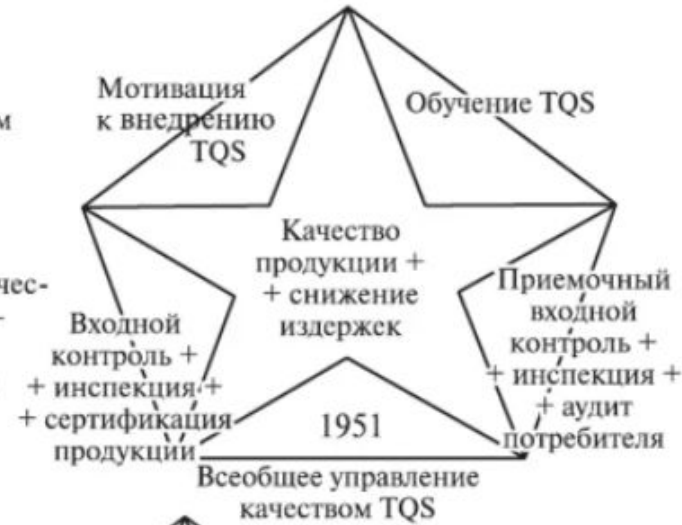 Мотивация
к внедрению
TQS
Обучение TQS
м
Качество
продукции +
+ снижение
издержек
чес-
Входной
контроль +
+ инспекция +
+ сертификация
продукции
Приемочный
входной
контроль +
+ инспекция +
+ аудит
потребителя
1951
Всеобщее управление
качеством TQS